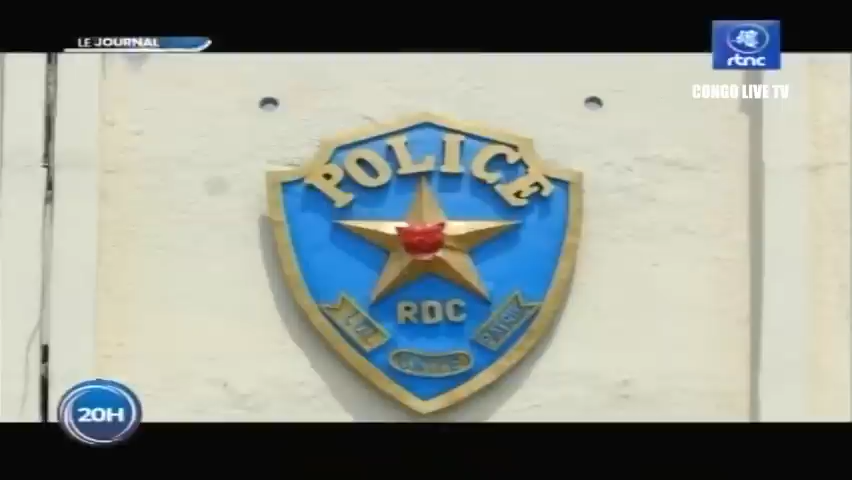 LE JOURNAL
rtnc
CONGO LIVE TV
POLICE
RDC
20H